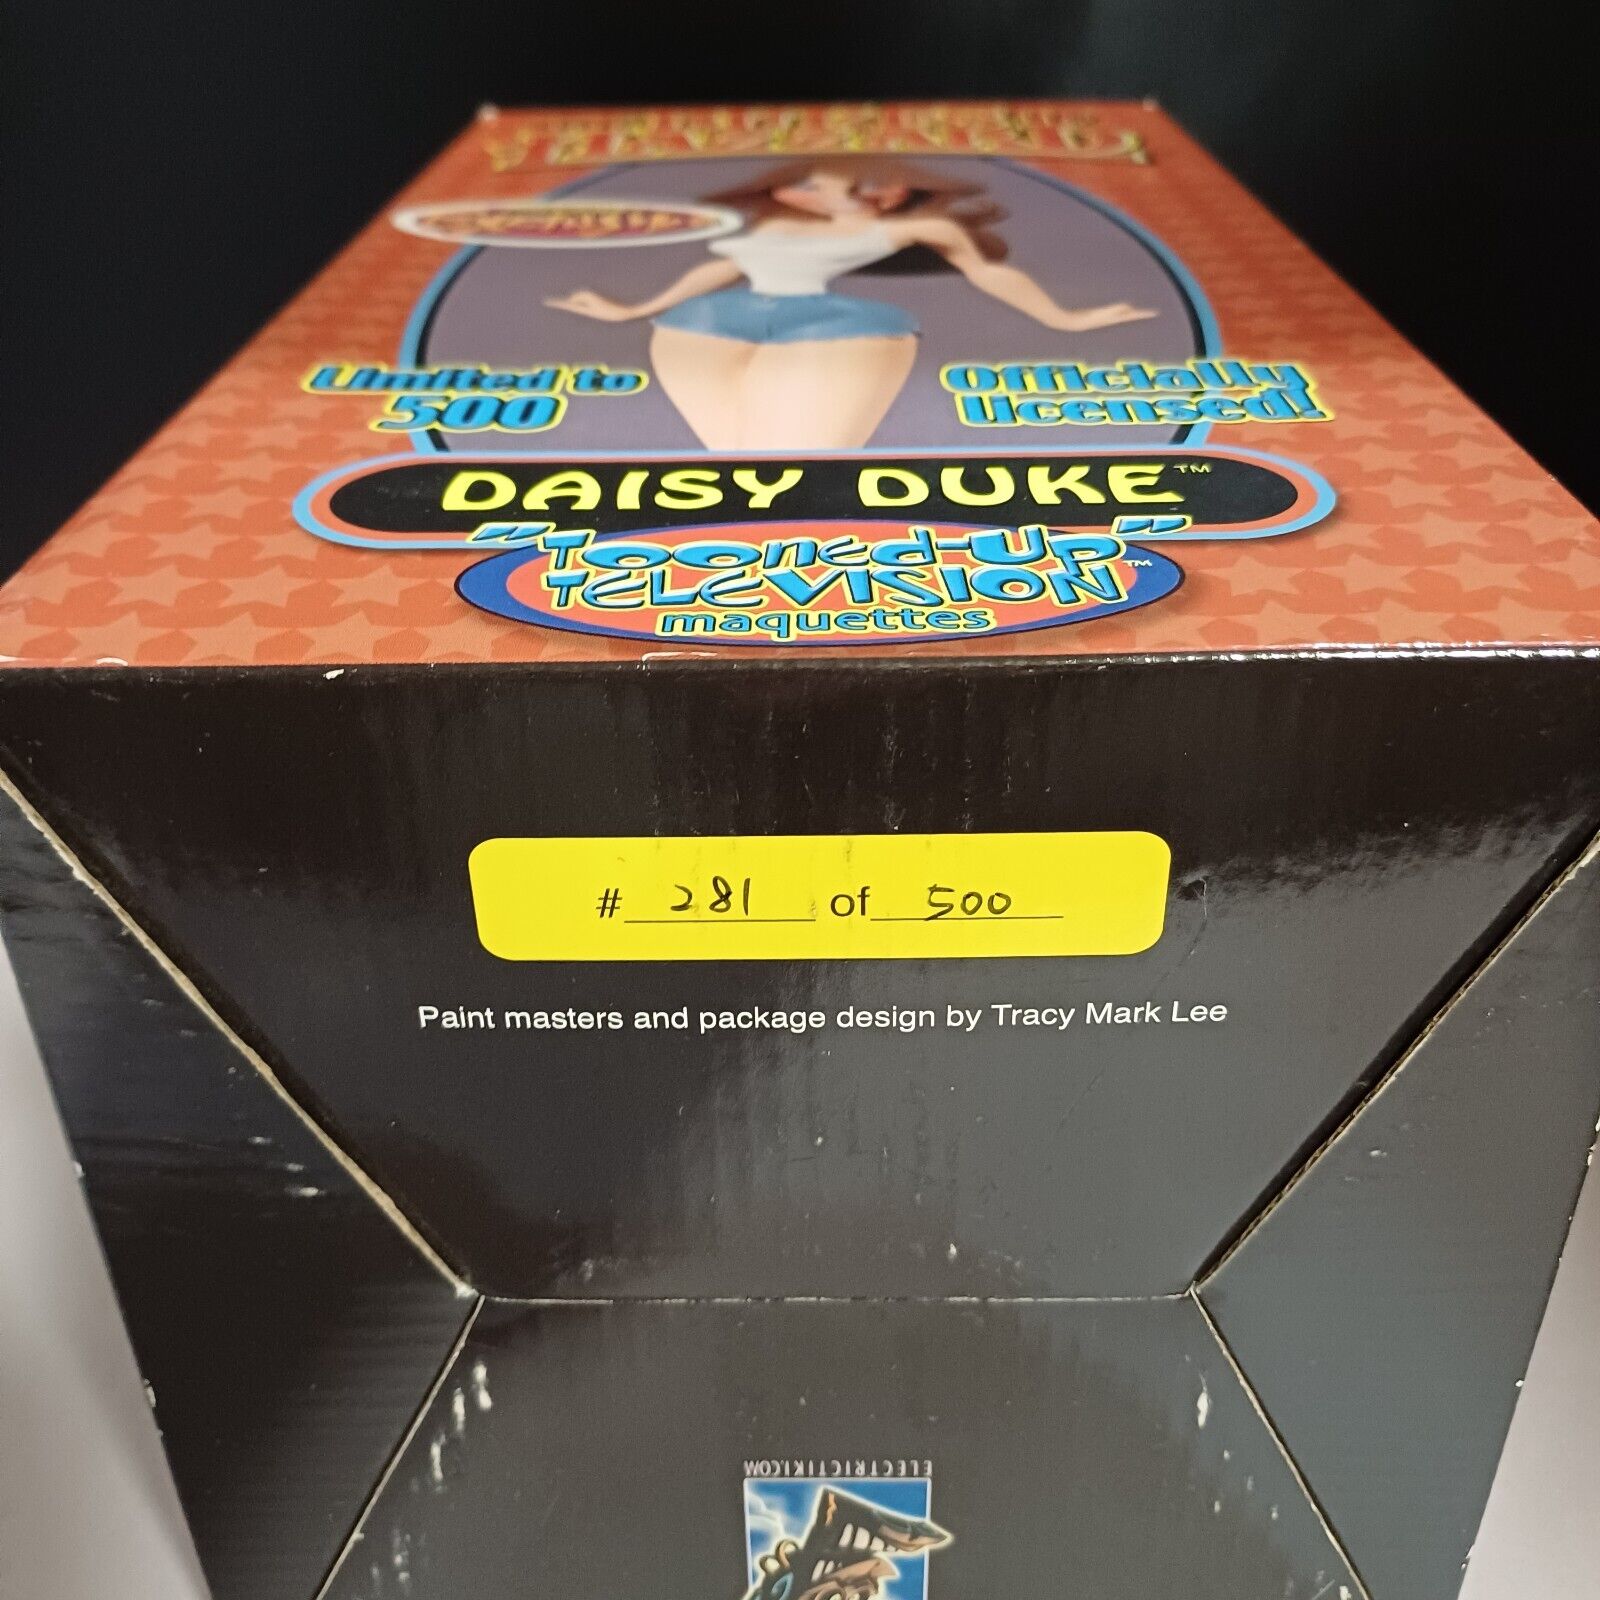 Exclusive
Limited to
500
Officially
Licensed!
DAISY DUKE™
"Tooned-Up"
TELEVISION™
maquettes
# 281 of 500
Paint masters and package design by Tracy Mark Lee
ELECTRICTIKI.COM